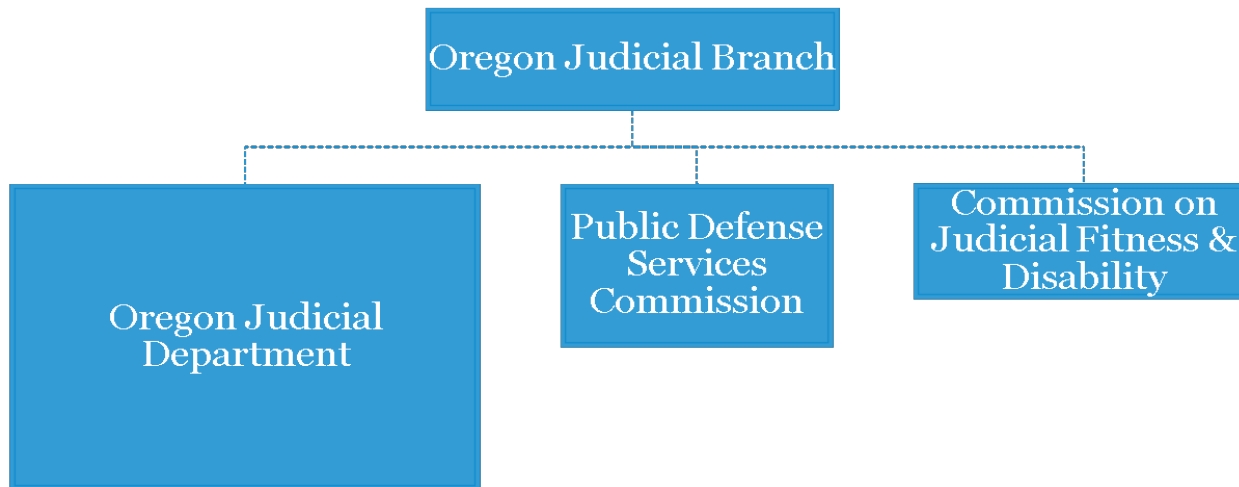 Oregon Judicial Branch
Oregon Judicial
Department
Public Defense
Services
Commission
Commission on
Judicial Fitness &
Disability